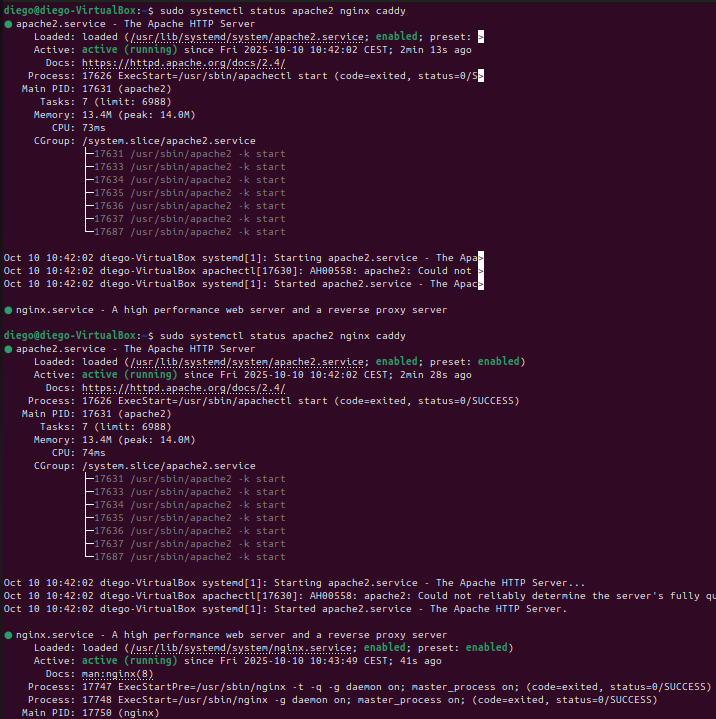 diego@diego-VirtualBox:~$ sudo systemctl status apache2 nginx caddy
● apache2.service - The Apache HTTP Server
     Loaded: loaded (/usr/lib/systemd/system/apache2.service; enabled; preset: >
     Active: active (running) since Fri 2025-10-10 10:42:02 CEST; 2min 13s ago
       Docs: https://httpd.apache.org/docs/2.4/
    Process: 17626 ExecStart=/usr/sbin/apachectl start (code=exited, status=0/S>
   Main PID: 17631 (apache2)
      Tasks: 7 (limit: 6988)
     Memory: 13.4M (peak: 14.0M)
        CPU: 73ms
     CGroup: /system.slice/apache2.service
             ├─17631 /usr/sbin/apache2 -k start
             ├─17633 /usr/sbin/apache2 -k start
             ├─17634 /usr/sbin/apache2 -k start
             ├─17635 /usr/sbin/apache2 -k start
             ├─17636 /usr/sbin/apache2 -k start
             ├─17637 /usr/sbin/apache2 -k start
             └─17687 /usr/sbin/apache2 -k start
Oct 10 10:42:02 diego-VirtualBox systemd[1]: Starting apache2.service - The Apa>
Oct 10 10:42:02 diego-VirtualBox apachectl[17630]: AH00558: apache2: Could not >
Oct 10 10:42:02 diego-VirtualBox systemd[1]: Started apache2.service - The Apac>
● nginx.service - A high performance web server and a reverse proxy server
diego@diego-VirtualBox:~$ sudo systemctl status apache2 nginx caddy
● apache2.service - The Apache HTTP Server
     Loaded: loaded (/usr/lib/systemd/system/apache2.service; enabled; preset: enabled)
     Active: active (running) since Fri 2025-10-10 10:42:02 CEST; 2min 28s ago
       Docs: https://httpd.apache.org/docs/2.4/
    Process: 17626 ExecStart=/usr/sbin/apachectl start (code=exited, status=0/SUCCESS)
   Main PID: 17631 (apache2)
      Tasks: 7 (limit: 6988)
     Memory: 13.4M (peak: 14.0M)
        CPU: 74ms
     CGroup: /system.slice/apache2.service
             ├─17631 /usr/sbin/apache2 -k start
             ├─17633 /usr/sbin/apache2 -k start
             ├─17634 /usr/sbin/apache2 -k start
             ├─17635 /usr/sbin/apache2 -k start
             ├─17636 /usr/sbin/apache2 -k start
             ├─17637 /usr/sbin/apache2 -k start
             └─17687 /usr/sbin/apache2 -k start
Oct 10 10:42:02 diego-VirtualBox systemd[1]: Starting apache2.service - The Apache HTTP Server...
Oct 10 10:42:02 diego-VirtualBox apachectl[17630]: AH00558: apache2: Could not reliably determine the server's fully qu
Oct 10 10:42:02 diego-VirtualBox systemd[1]: Started apache2.service - The Apache HTTP Server.
● nginx.service - A high performance web server and a reverse proxy server
     Loaded: loaded (/usr/lib/systemd/system/nginx.service; enabled; preset: enabled)
     Active: active (running) since Fri 2025-10-10 10:43:49 CEST; 41s ago
       Docs: man:nginx(8)
    Process: 17747 ExecStartPre=/usr/sbin/nginx -t -q -g daemon on; master_process on; (code=exited, status=0/SUCCESS)
    Process: 17748 ExecStart=/usr/sbin/nginx -g daemon on; master_process on; (code=exited, status=0/SUCCESS)
   Main PID: 17750 (nginx)